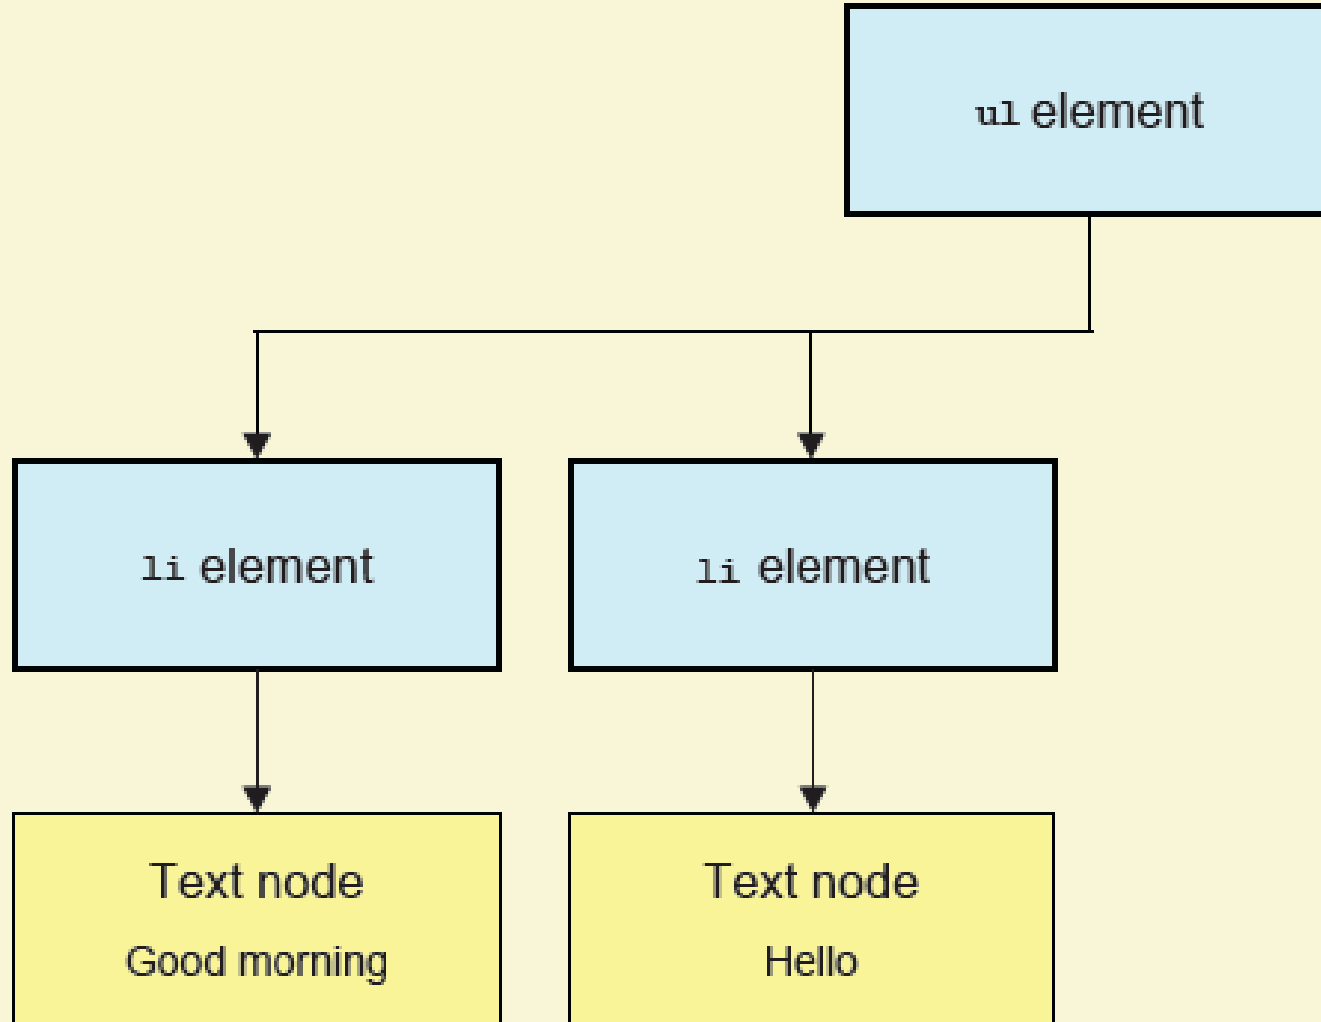 ul element
li element
li element
Text node
Good morning
Text node
Hello